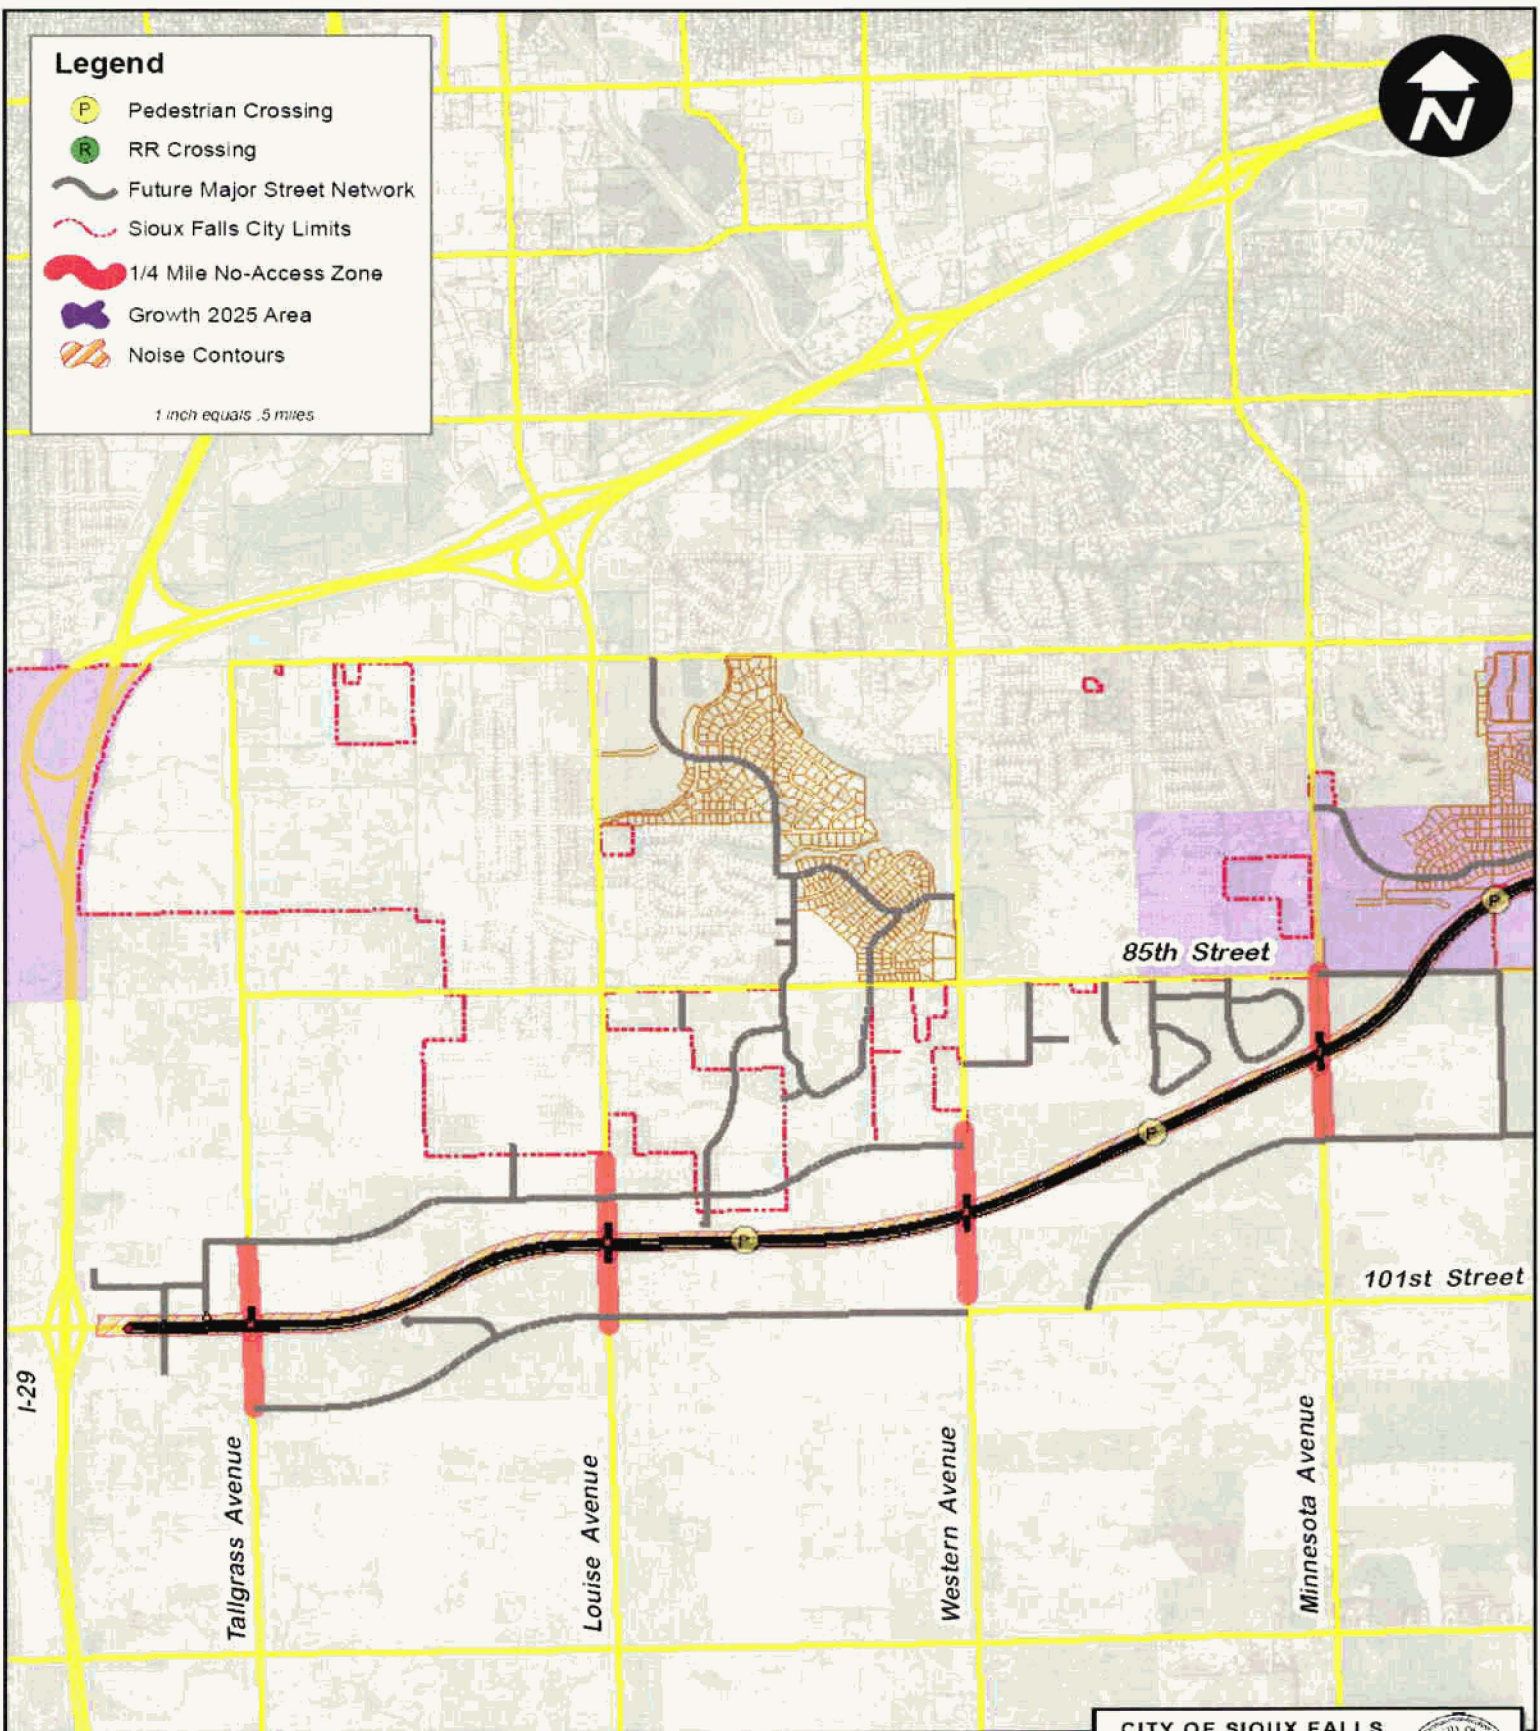 Legend
P Pedestrian Crossing
R RR Crossing
Future Major Street Network
Sioux Falls City Limits
1/4 Mile No-Access Zone
Growth 2025 Area
Noise Contours
1 inch equals .5 miles
N
P
85th Street
P
P
101st Street
I-29
Tallgrass Avenue
Louise Avenue
Western Avenue
Minnesota Avenue
CITY OF SIOUX FALLS